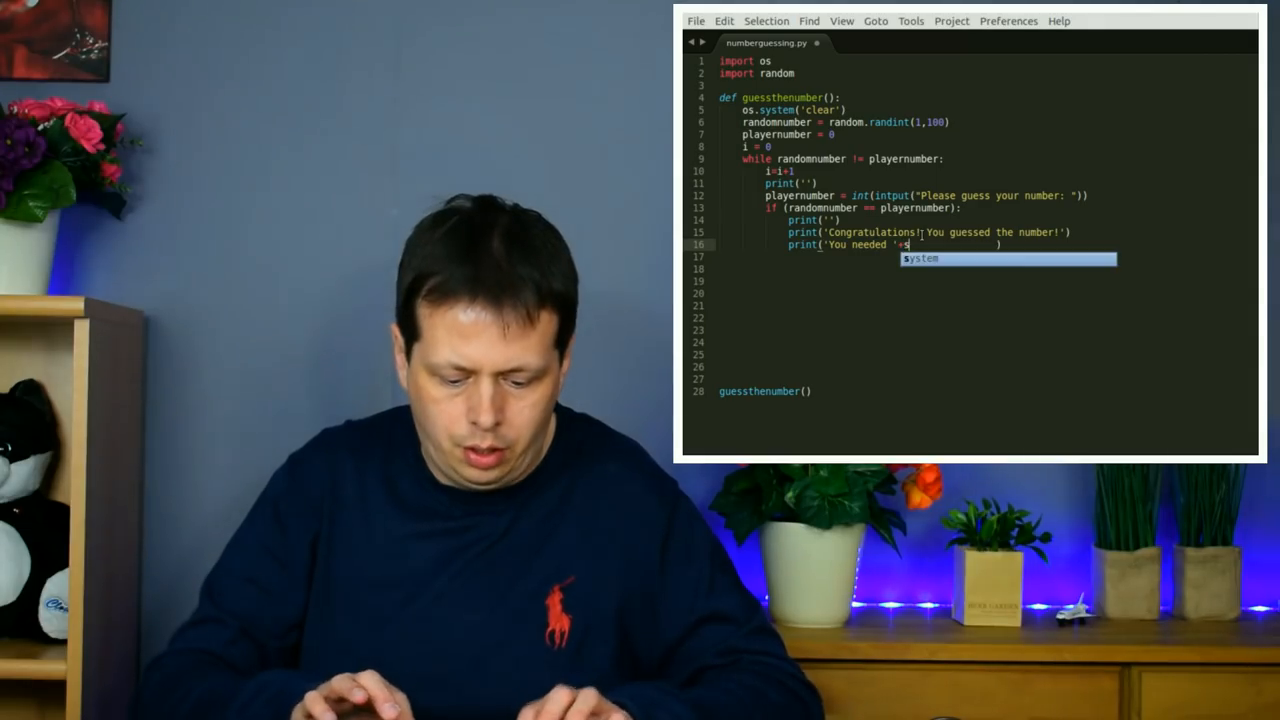 File Edit Selection Find View Goto Tools Project Preferences Help
numberguessing.py
1 import os
2 import random
3
4 def guessthenumber():
5 os.system('clear')
6 randomnumber = random.randint(1,100)
7 playernumber = 0
8 i = 0
9 while randomnumber != playernumber:
10 i=i+1
11 print('')
12 playernumber = int(intput("Please guess your number: "))
13 if (randomnumber == playernumber):
14 print('')
15 print('Congratulations! You guessed the number!')
16 print('You needed '+s )
system
17
18
19
20
21
22
23
24
25
26
27
28 guessthenumber()
HERB GARDEN